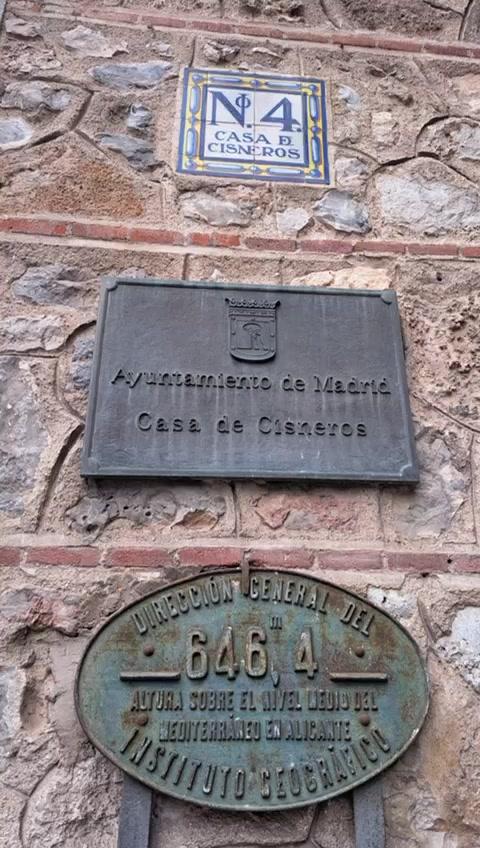 Nº. 4.
CASA D
CISNEROS
Ayuntamiento de Madrid
Casa de Cisneros
DIRECCIÓN GENERAL DEL
646,4 m
ALTURA SOBRE EL NIVEL MEDIO DEL
MEDITERRÁNEO EN ALICANTE
INSTITUTO GEOGRÁFICO